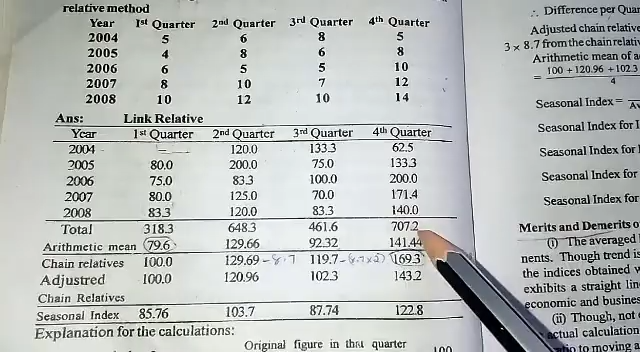 relative method
Year 1st Quarter 2nd Quarter 3rd Quarter 4th Quarter
2004 5 6 8 5
2005 4 8 6 8
2006 6 5 5 10
2007 8 10 7 12
2008 10 12 10 14
Ans: Link Relative
Year 1st Quarter 2nd Quarter 3rd Quarter 4th Quarter
2004 — 120.0 133.3 62.5
2005 80.0 200.0 75.0 133.3
2006 75.0 83.3 100.0 200.0
2007 80.0 125.0 70.0 171.4
2008 83.3 120.0 83.3 140.0
Total 318.3 648.3 461.6 707.2
Arithmetic mean 79.6 129.66 92.32 141.44
Chain relatives 100.0 129.69 -8.7 119.7 -(8.7x2) 169.3
Adjustred 100.0 120.96 102.3 143.2
Chain Relatives
Seasonal Index 85.76 103.7 87.74 122.8
Explanation for the calculations:
Original figure in that quarter
100
∴ Difference per Quar
Adjusted chain relative
3 × 8.7 from the chain relativ
Arithmetic mean of a
= 100 + 120.96 + 102.3
4
Seasonal Index =
Seasonal Index for
Seasonal Index for
Seasonal Index for
Seasonal Index for
Merits and Demerits o
(i) The averaged
nents. Though trend is
the indices obtained
exhibits a straight lin
economic and busines
(ii) Though, not
actual calculation
ratio to moving a